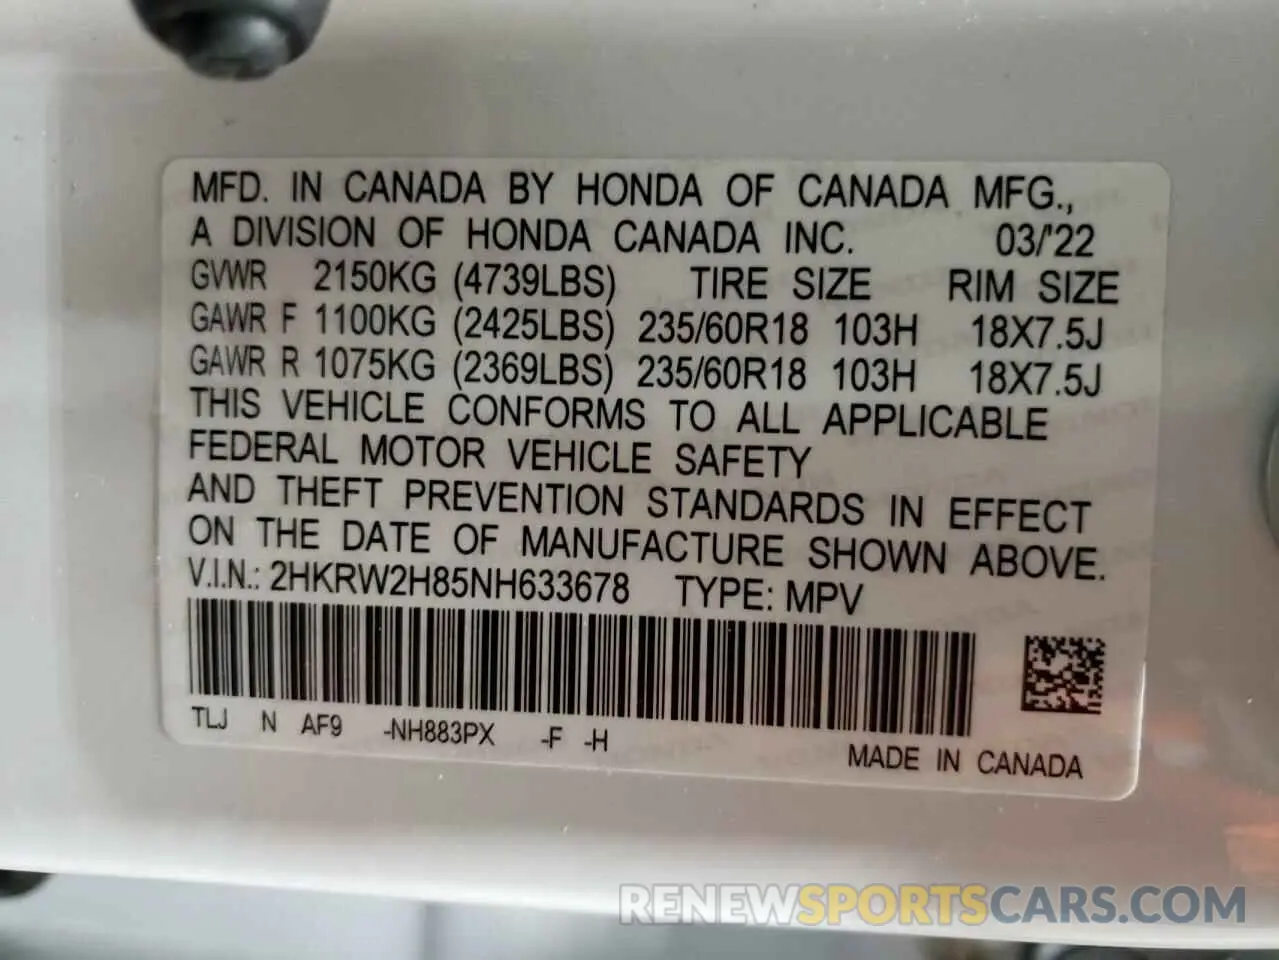 MFD. IN CANADA BY HONDA OF CANADA MFG.,
A DIVISION OF HONDA CANADA INC. 03/'22
GVWR 2150KG (4739LBS) TIRE SIZE RIM SIZE
GAWR F 1100KG (2425LBS) 235/60R18 103H 18X7.5J
GAWR R 1075KG (2369LBS) 235/60R18 103H 18X7.5J
THIS VEHICLE CONFORMS TO ALL APPLICABLE
FEDERAL MOTOR VEHICLE SAFETY
AND THEFT PREVENTION STANDARDS IN EFFECT
ON THE DATE OF MANUFACTURE SHOWN ABOVE.
V.I.N.: 2HKRW2H85NH633678 TYPE: MPV
TLJ N AF9 -NH883PX -F -H
MADE IN CANADA
RENEWSPORTSCARS.COM